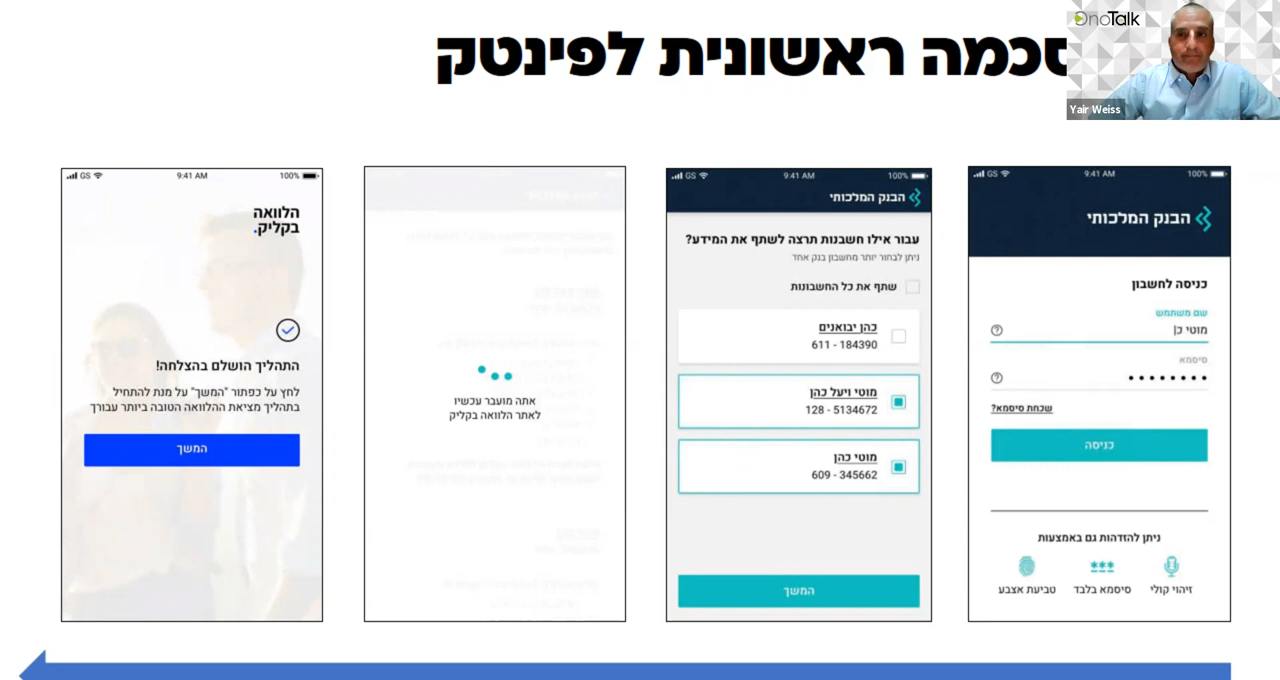 OnoTalk
Yair Weiss
סכמה ראשונית לפינטק
GS 9:41 AM 100%
הבנק המלכותי
כניסה לחשבון
שם משתמש
מוטי כ
סיסמא
שכחת סיסמא?
כניסה
ניתן להזדהות גם באמצעות
זיהוי קולי
***
סיסמא בלבד
טביעת אצבע
GS 9:41 AM 100%
הבנק המלכותי
עבור אילו חשבנות תרצה לשתף את המידע?
ניתן לבחור יותר מחשבון בנק אחד
שתף את כל החשבונות
כהן יבואנים
611 - 184390
מוטי ויעל כהן
128 - 5134672
מוטי כהן
609 - 345662
המשך
אתה מועבר עכשיו
לאתר הלוואה בקליק
GS 9:41 AM 100%
הלוואה
בקליק.
התהליך הושלם בהצלחה!
לחץ על כפתור "המשך" על מנת להתחיל
בתהליך מציאת ההלוואה הטובה ביותר עבורך
המשך